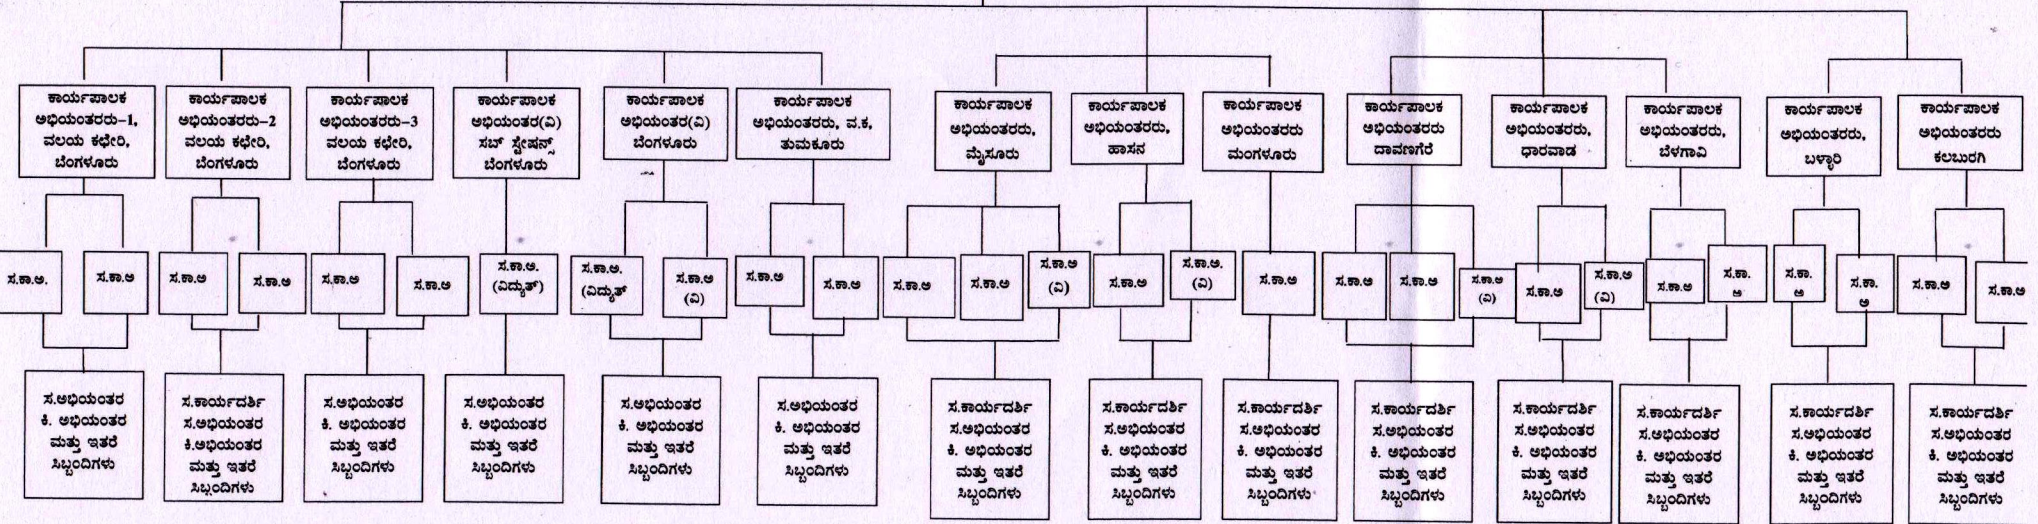 ಕಾರ್ಯಪಾಲಕ
ಅಭಿಯಂತರರು-1,
ವಲಯ ಕಛೇರಿ,
ಬೆಂಗಳೂರು
ಕಾರ್ಯಪಾಲಕ
ಅಭಿಯಂತರರು-2
ವಲಯ ಕಛೇರಿ,
ಬೆಂಗಳೂರು
ಕಾರ್ಯಪಾಲಕ
ಅಭಿಯಂತರರು-3
ವಲಯ ಕಛೇರಿ,
ಬೆಂಗಳೂರು
ಕಾರ್ಯಪಾಲಕ
ಅಭಿಯಂತರ(ವಿ)
ಸಬ್ ಸ್ಟೇಷನ್ಸ್
ಬೆಂಗಳೂರು
ಕಾರ್ಯಪಾಲಕ
ಅಭಿಯಂತರ(ವಿ)
ಬೆಂಗಳೂರು
ಕಾರ್ಯಪಾಲಕ
ಅಭಿಯಂತರರು, ವ.ಕ,
ತುಮಕೂರು
ಕಾರ್ಯಪಾಲಕ
ಅಭಿಯಂತರರು,
ಮೈಸೂರು
ಕಾರ್ಯಪಾಲಕ
ಅಭಿಯಂತರರು,
ಹಾಸನ
ಕಾರ್ಯಪಾಲಕ
ಅಭಿಯಂತರರು
ಮಂಗಳೂರು
ಕಾರ್ಯಪಾಲಕ
ಅಭಿಯಂತರರು
ದಾವಣಗೆರೆ
ಕಾರ್ಯಪಾಲಕ
ಅಭಿಯಂತರರು,
ಧಾರವಾಡ
ಕಾರ್ಯಪಾಲಕ
ಅಭಿಯಂತರರು,
ಬೆಳಗಾವಿ
ಕಾರ್ಯಪಾಲಕ
ಅಭಿಯಂತರರು,
ಬಳ್ಳಾರಿ
ಕಾರ್ಯಪಾಲಕ
ಅಭಿಯಂತರರು
ಕಲಬುರಗಿ
ಸ.ಕಾ.ಅ.
ಸ.ಕಾ.ಅ
ಸ.ಕಾ.ಅ
ಸ.ಕಾ.ಅ
ಸ.ಕಾ.ಅ
ಸ.ಕಾ.ಅ
ಸ.ಕಾ.ಅ.
(ವಿದ್ಯುತ್)
ಸ.ಕಾ.ಅ.
(ವಿದ್ಯುತ್
ಸ.ಕಾ.ಅ
(ವಿ)
ಸ.ಕಾ.ಅ
ಸ.ಕಾ.ಅ
ಸ.ಕಾ.ಅ
ಸ.ಕಾ.ಅ
ಸ.ಕಾ.ಅ
(ವಿ)
ಸ.ಕಾ.ಅ
ಸ.ಕಾ.ಅ.
(ವಿ)
ಸ.ಕಾ.ಅ
ಸ.ಕಾ.ಅ
ಸ.ಕಾ.ಅ
ಸ.ಕಾ.ಅ
(ವಿ)
ಸ.ಕಾ.ಅ
ಸ.ಕಾ.ಅ
(ವಿ)
ಸ.ಕಾ.ಅ
ಸ.ಕಾ.
ಅ
ಸ.ಕಾ.
ಅ
ಸ.ಕಾ.
ಅ
ಸ.ಕಾ.ಅ
ಸ.ಕಾ.ಅ
ಸ.ಅಭಿಯಂತರ
ಕಿ. ಅಭಿಯಂತರ
ಮತ್ತು ಇತರೆ
ಸಿಬ್ಬಂದಿಗಳು
ಸ.ಕಾರ್ಯದರ್ಶಿ
ಸ.ಅಭಿಯಂತರ
ಕಿ.ಅಭಿಯಂತರ
ಮತ್ತು ಇತರೆ
ಸಿಬ್ಬಂದಿಗಳು
ಸ.ಅಭಿಯಂತರ
ಕಿ. ಅಭಿಯಂತರ
ಮತ್ತು ಇತರೆ
ಸಿಬ್ಬಂದಿಗಳು
ಸ.ಅಭಿಯಂತರ
ಕಿ. ಅಭಿಯಂತರ
ಮತ್ತು ಇತರೆ
ಸಿಬ್ಬಂದಿಗಳು
ಸ.ಅಭಿಯಂತರ
ಕಿ. ಅಭಿಯಂತರ
ಮತ್ತು ಇತರೆ
ಸಿಬ್ಬಂದಿಗಳು
ಸ.ಅಭಿಯಂತರ
ಕಿ. ಅಭಿಯಂತರ
ಮತ್ತು ಇತರೆ
ಸಿಬ್ಬಂದಿಗಳು
ಸ.ಕಾರ್ಯದರ್ಶಿ
ಸ.ಅಭಿಯಂತರ
ಕಿ. ಅಭಿಯಂತರ
ಮತ್ತು ಇತರೆ
ಸಿಬ್ಬಂದಿಗಳು
ಸ.ಕಾರ್ಯದರ್ಶಿ
ಸ.ಅಭಿಯಂತರ
ಕಿ. ಅಭಿಯಂತರ
ಮತ್ತು ಇತರೆ
ಸಿಬ್ಬಂದಿಗಳು
ಸ.ಕಾರ್ಯದರ್ಶಿ
ಸ.ಅಭಿಯಂತರ
ಕಿ. ಅಭಿಯಂತರ
ಮತ್ತು ಇತರೆ
ಸಿಬ್ಬಂದಿಗಳು
ಸ.ಕಾರ್ಯದರ್ಶಿ
ಸ.ಅಭಿಯಂತರ
ಕಿ. ಅಭಿಯಂತರ
ಮತ್ತು ಇತರೆ
ಸಿಬ್ಬಂದಿಗಳು
ಸ.ಕಾರ್ಯದರ್ಶಿ
ಸ.ಅಭಿಯಂತರ
ಕಿ. ಅಭಿಯಂತರ
ಮತ್ತು ಇತರೆ
ಸಿಬ್ಬಂದಿಗಳು
ಸ.ಕಾರ್ಯದರ್ಶಿ
ಸ.ಅಭಿಯಂತರ
ಕಿ. ಅಭಿಯಂತರ
ಮತ್ತು ಇತರೆ
ಸಿಬ್ಬಂದಿಗಳು
ಸ.ಕಾರ್ಯದರ್ಶಿ
ಸ.ಅಭಿಯಂತರ
ಕಿ. ಅಭಿಯಂತರ
ಮತ್ತು ಇತರೆ
ಸಿಬ್ಬಂದಿಗಳು
ಸ.ಕಾರ್ಯದರ್ಶಿ
ಸ.ಅಭಿಯಂತರ
ಕಿ. ಅಭಿಯಂತರ
ಮತ್ತು ಇತರೆ
ಸಿಬ್ಬಂದಿಗಳು